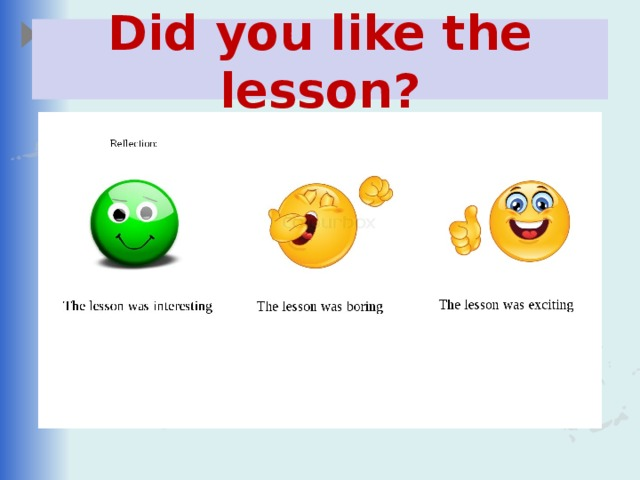 Did you like the
lesson?
Reflection:
The lesson was interesting
The lesson was boring
The lesson was exciting